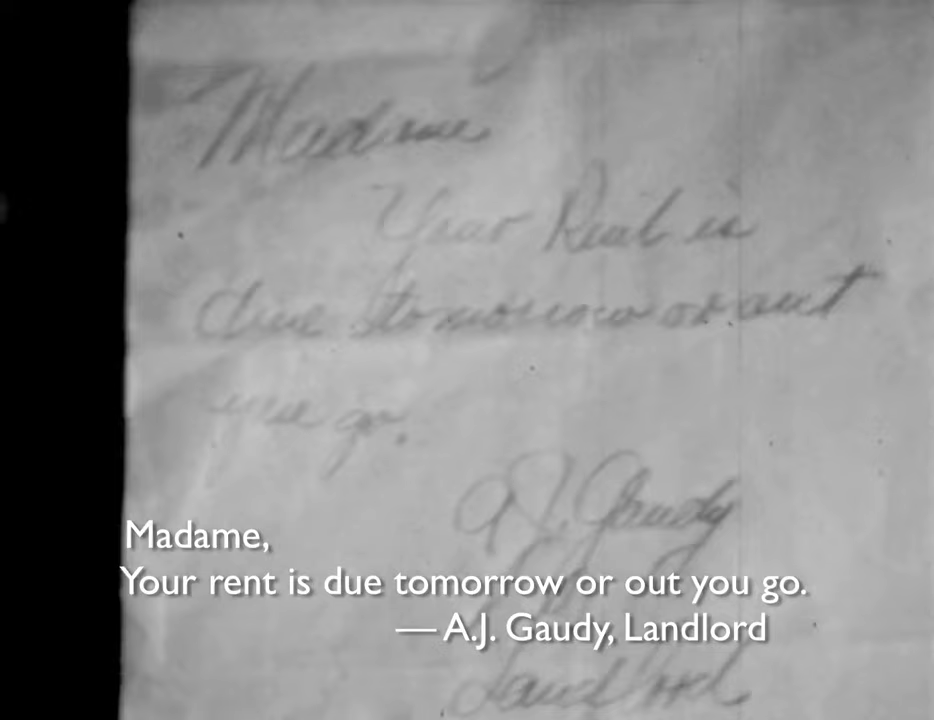 Madame
Your Rent is
due tomorrow or out
you go.
A.J. Gaudy
Landlord
Madame,
Your rent is due tomorrow or out you go.
— A.J. Gaudy, Landlord